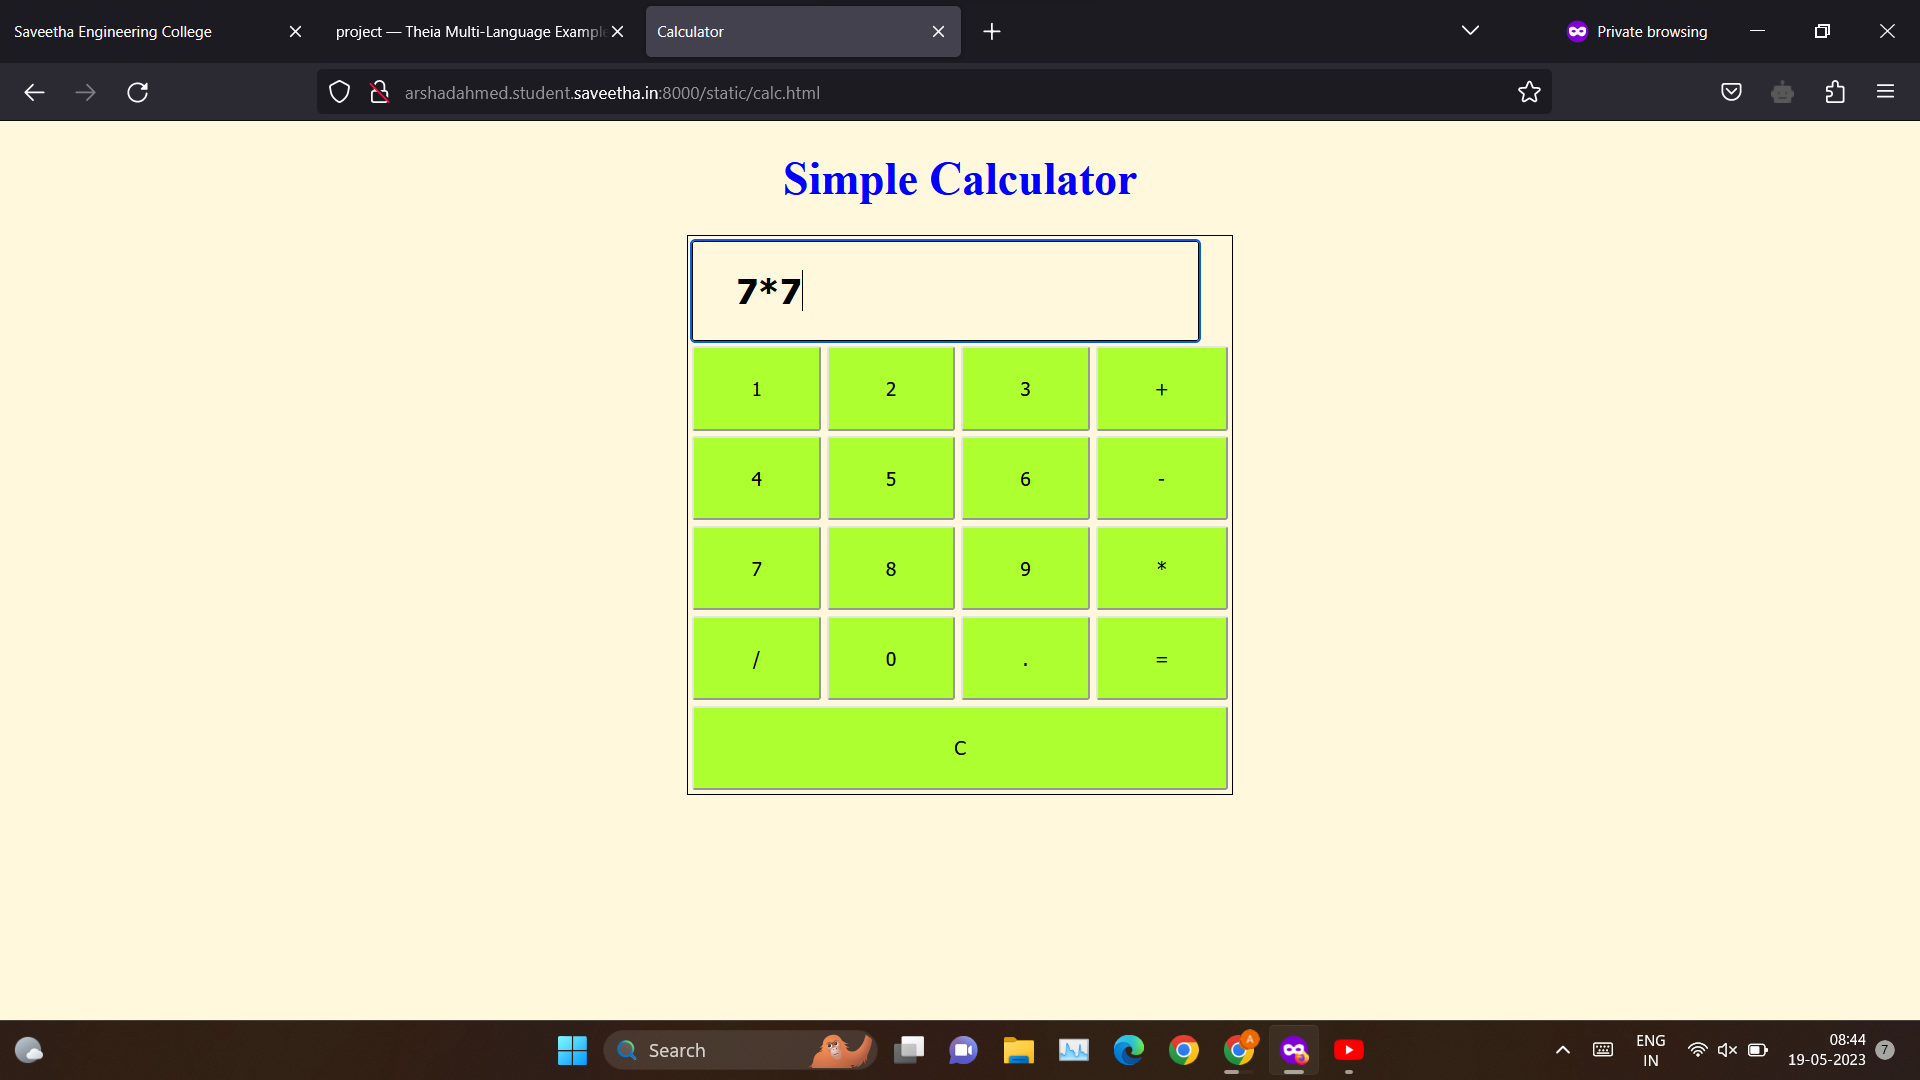 Saveetha Engineering College
project — Theia Multi-Language Example
Calculator
Private browsing
arshadahmed.student.saveetha.in:8000/static/calc.html
Simple Calculator
7*7
1 2 3 +
4 5 6 -
7 8 9 *
/ 0 . =
C
Search
A
ENG
IN
08:44
19-05-2023
7